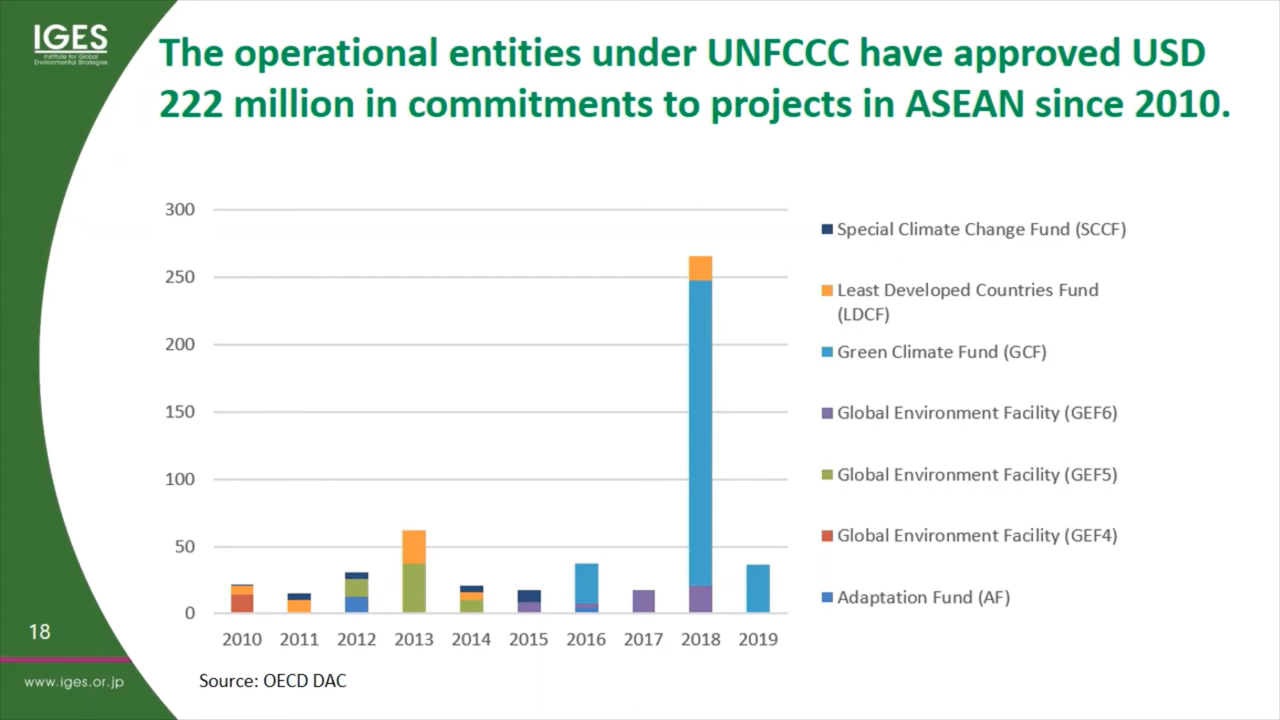 IGES
Institute for Global
Environmental Strategies
The operational entities under UNFCCC have approved USD
222 million in commitments to projects in ASEAN since 2010.
300
250
200
150
100
50
0
2010 2011 2012 2013 2014 2015 2016 2017 2018 2019
Special Climate Change Fund (SCCF)
Least Developed Countries Fund
(LDCF)
Green Climate Fund (GCF)
Global Environment Facility (GEF6)
Global Environment Facility (GEF5)
Global Environment Facility (GEF4)
Adaptation Fund (AF)
18
www.iges.or.jp
Source: OECD DAC